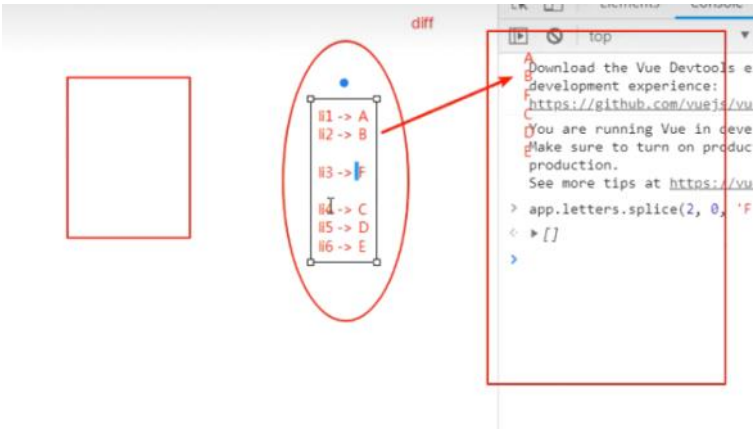 diff
Elements Console
top
li1 -> A
li2 -> B
li3 -> F
li4 -> C
li5 -> D
li6 -> E
A
B
F
C
D
E
Download the Vue Devtools e
development experience:
https://github.com/vuejs/vu
You are running Vue in deve
Make sure to turn on produc
production.
See more tips at https://vu
> app.letters.splice(2, 0, 'F
[]